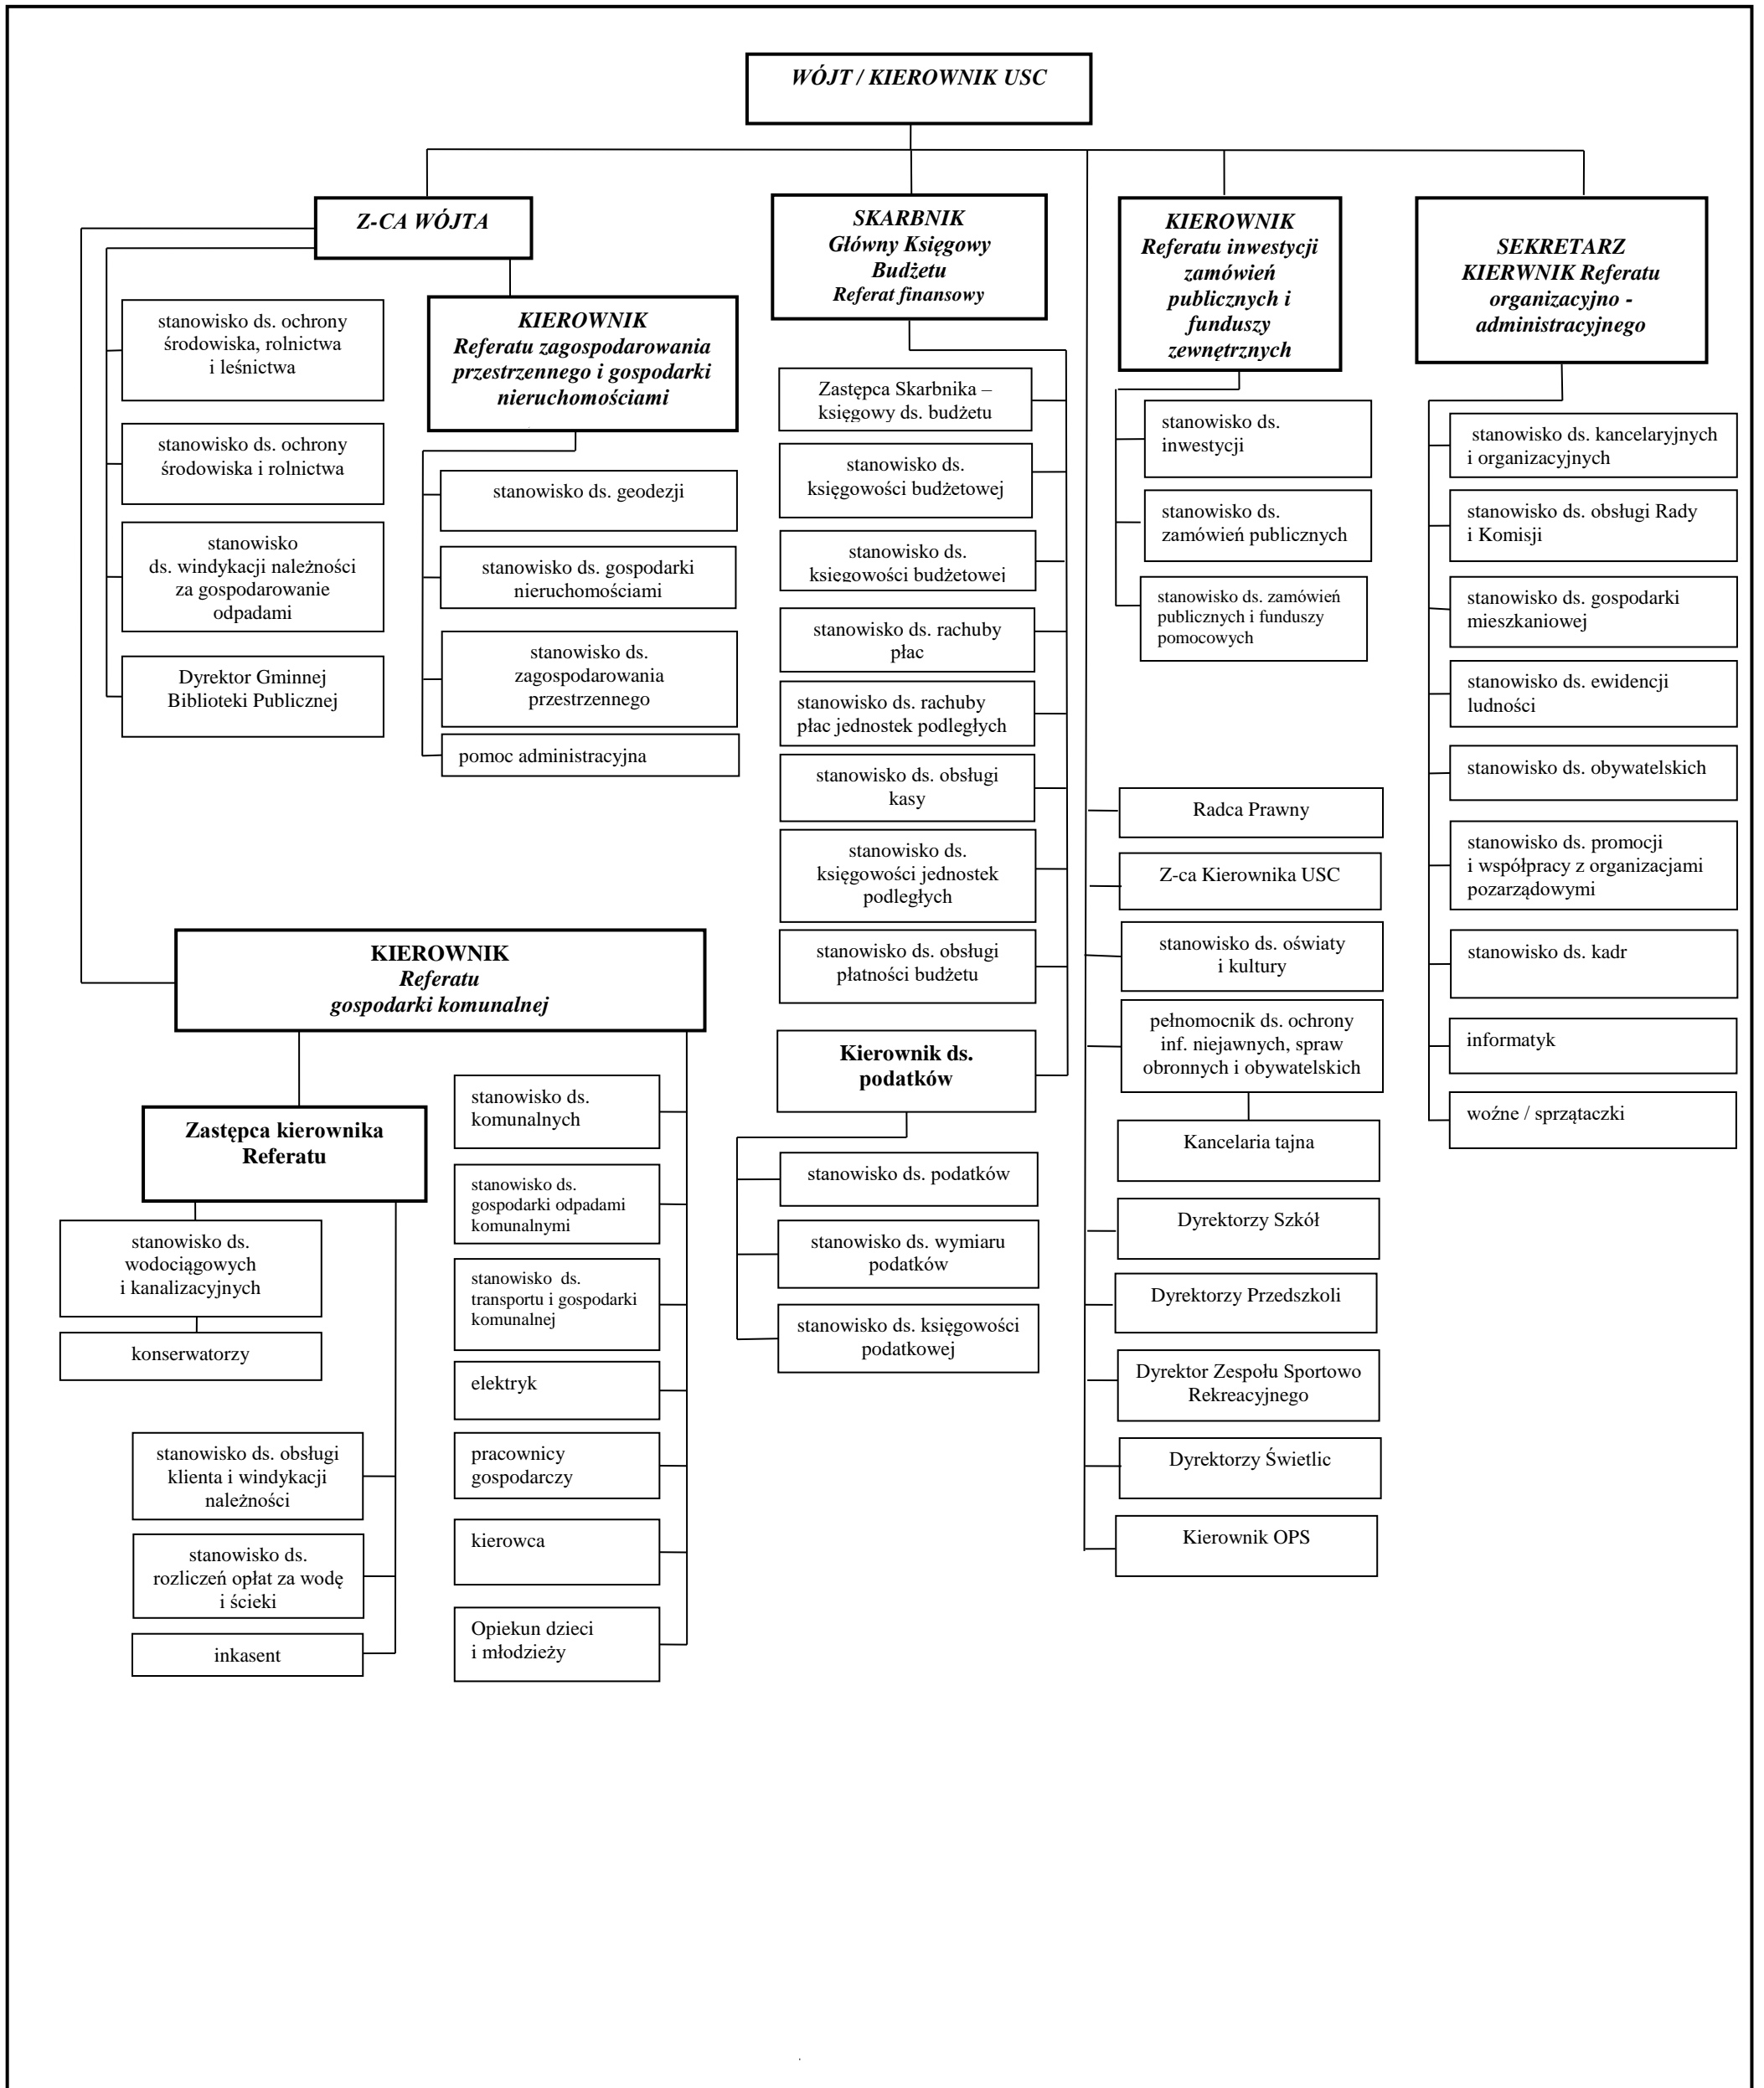 WÓJT / KIEROWNIK USC
Z-CA WÓJTA
stanowisko ds. ochrony
środowiska, rolnictwa
i leśnictwa
stanowisko ds. ochrony
środowiska i rolnictwa
stanowisko
ds. windykacji należności
za gospodarowanie
odpadami
Dyrektor Gminnej
Biblioteki Publicznej
KIEROWNIK
Referatu zagospodarowania
przestrzennego i gospodarki
nieruchomościami
stanowisko ds. geodezji
stanowisko ds. gospodarki
nieruchomościami
stanowisko ds.
zagospodarowania
przestrzennego
pomoc administracyjna
KIEROWNIK
Referatu
gospodarki komunalnej
Zastępca kierownika
Referatu
stanowisko ds.
wodociągowych
i kanalizacyjnych
konserwatorzy
stanowisko ds. obsługi
klienta i windykacji
należności
stanowisko ds.
rozliczeń opłat za wodę
i ścieki
inkasent
stanowisko ds.
komunalnych
stanowisko ds.
gospodarki odpadami
komunalnymi
stanowisko ds.
transportu i gospodarki
komunalnej
elektryk
pracownicy
gospodarczy
kierowca
Opiekun dzieci
i młodzieży
SKARBNIK
Główny Księgowy
Budżetu
Referat finansowy
Zastępca Skarbnika –
księgowy ds. budżetu
stanowisko ds.
księgowości budżetowej
stanowisko ds.
księgowości budżetowej
stanowisko ds. rachuby
płac
stanowisko ds. rachuby
płac jednostek podległych
stanowisko ds. obsługi
kasy
stanowisko ds.
księgowości jednostek
podległych
stanowisko ds. obsługi
płatności budżetu
Kierownik ds.
podatków
stanowisko ds. podatków
stanowisko ds. wymiaru
podatków
stanowisko ds. księgowości
podatkowej
KIEROWNIK
Referatu inwestycji
zamówień
publicznych i
funduszy
zewnętrznych
stanowisko ds.
inwestycji
stanowisko ds.
zamówień publicznych
stanowisko ds. zamówień
publicznych i funduszy
pomocowych
Radca Prawny
Z-ca Kierownika USC
stanowisko ds. oświaty
i kultury
pełnomocnik ds. ochrony
inf. niejawnych, spraw
obronnych i obywatelskich
Kancelaria tajna
Dyrektorzy Szkół
Dyrektorzy Przedszkoli
Dyrektor Zespołu Sportowo
Rekreacyjnego
Dyrektorzy Świetlic
Kierownik OPS
SEKRETARZ
KIERWNIK Referatu
organizacyjno -
administracyjnego
stanowisko ds. kancelaryjnych
i organizacyjnych
stanowisko ds. obsługi Rady
i Komisji
stanowisko ds. gospodarki
mieszkaniowej
stanowisko ds. ewidencji
ludności
stanowisko ds. obywatelskich
stanowisko ds. promocji
i współpracy z organizacjami
pozarządowymi
stanowisko ds. kadr
informatyk
woźne / sprzątaczki